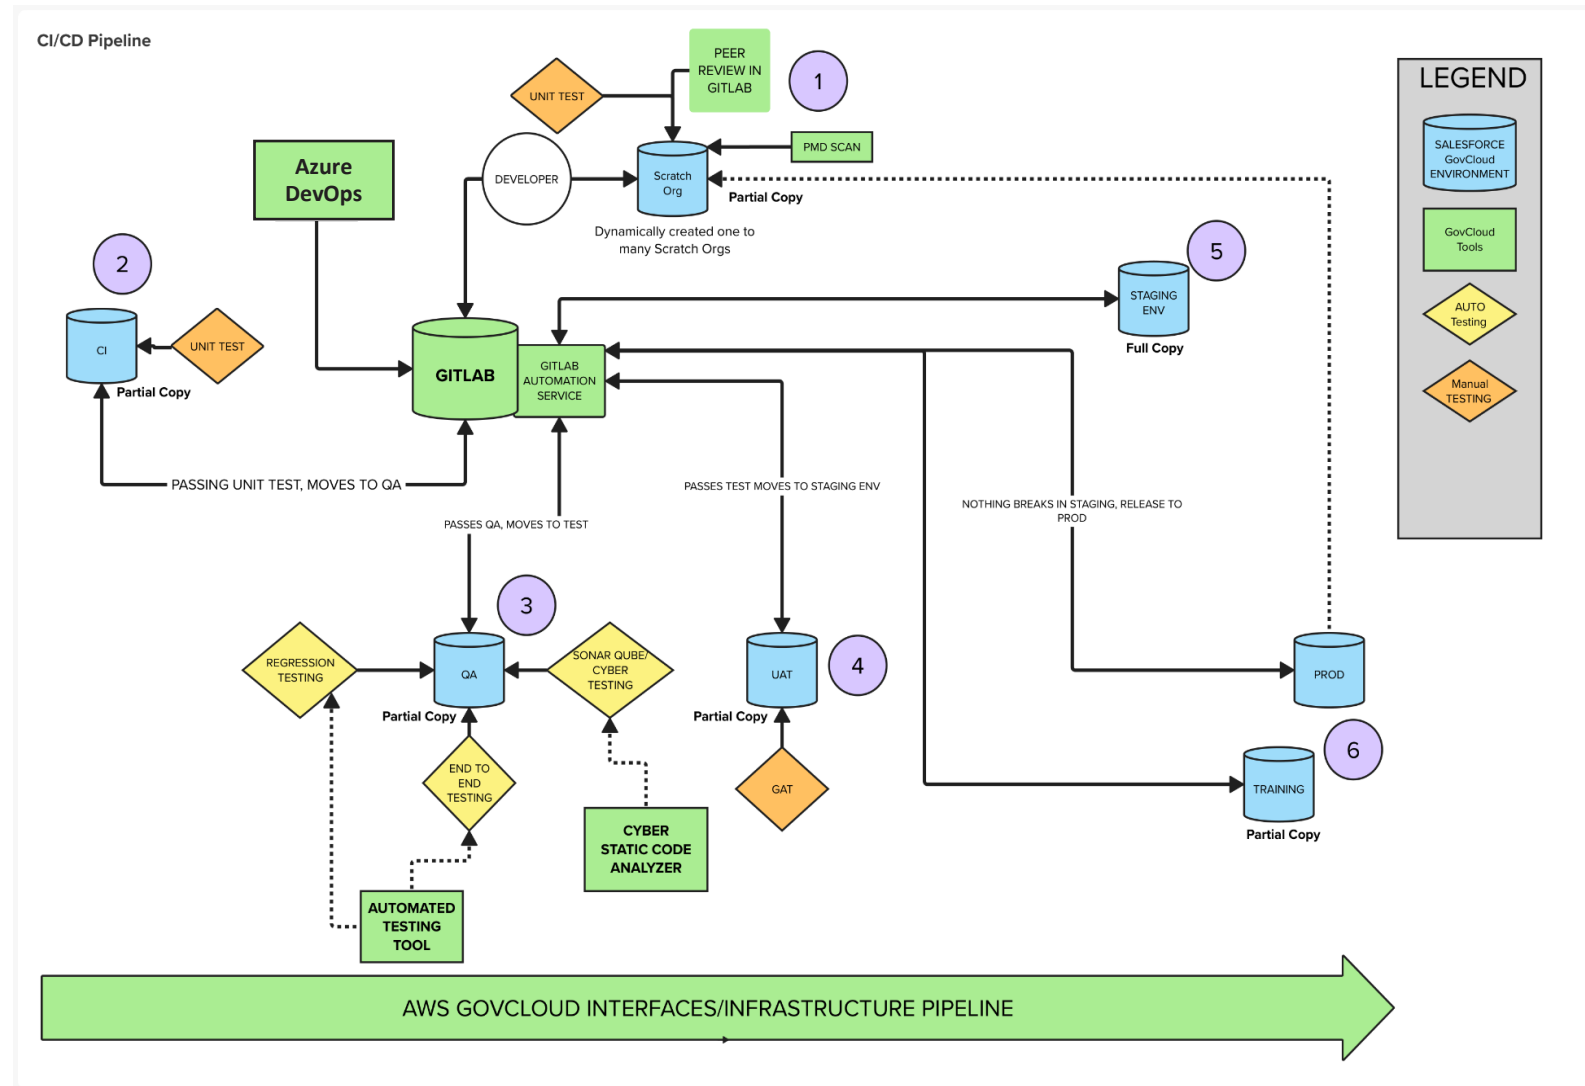 CI/CD Pipeline
PEER
REVIEW IN
GITLAB
1
UNIT TEST
PMD SCAN
DEVELOPER
Scratch
Org
Partial Copy
Dynamically created one to
many Scratch Orgs
Azure
DevOps
2
CI
UNIT TEST
Partial Copy
GITLAB
GITLAB
AUTOMATION
SERVICE
5
STAGING
ENV
Full Copy
PASSING UNIT TEST, MOVES TO QA
PASSES QA, MOVES TO TEST
PASSES TEST MOVES TO STAGING ENV
NOTHING BREAKS IN STAGING, RELEASE TO
PROD
3
REGRESSION
TESTING
QA
Partial Copy
SONAR QUBE/
CYBER
TESTING
END TO
END
TESTING
UAT
4
Partial Copy
GAT
PROD
6
TRAINING
Partial Copy
CYBER
STATIC CODE
ANALYZER
AUTOMATED
TESTING
TOOL
AWS GOVCLOUD INTERFACES/INFRASTRUCTURE PIPELINE
LEGEND
SALESFORCE
GovCloud
ENVIRONMENT
GovCloud
Tools
AUTO
Testing
Manual
TESTING